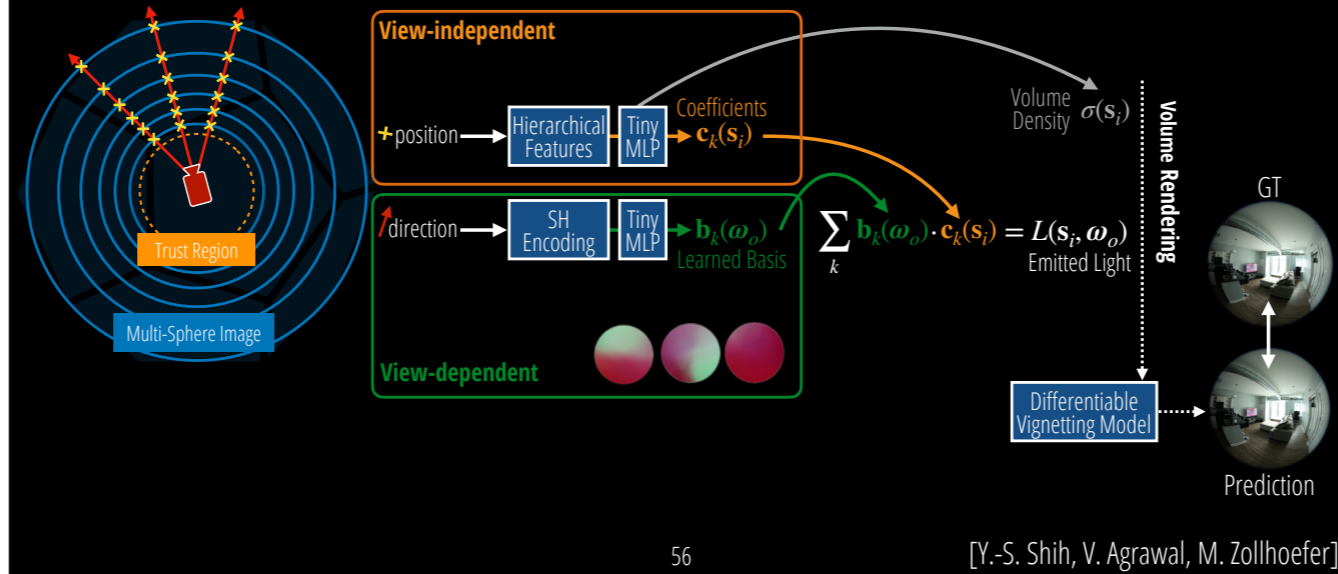 View-independent
+position
Hierarchical
Features
Tiny
MLP
Coefficients
c_k(s_i)
Volume
Density
σ(s_i)
Volume Rendering
GT
direction
SH
Encoding
Tiny
MLP
b_k(ω_o)
Learned Basis
∑_k b_k(ω_o) · c_k(s_i) = L(s_i, ω_o)
Emitted Light
Trust Region
Multi-Sphere Image
View-dependent
Differentiable
Vignetting Model
Prediction
56
[Y.-S. Shih, V. Agrawal, M. Zollhoefer]